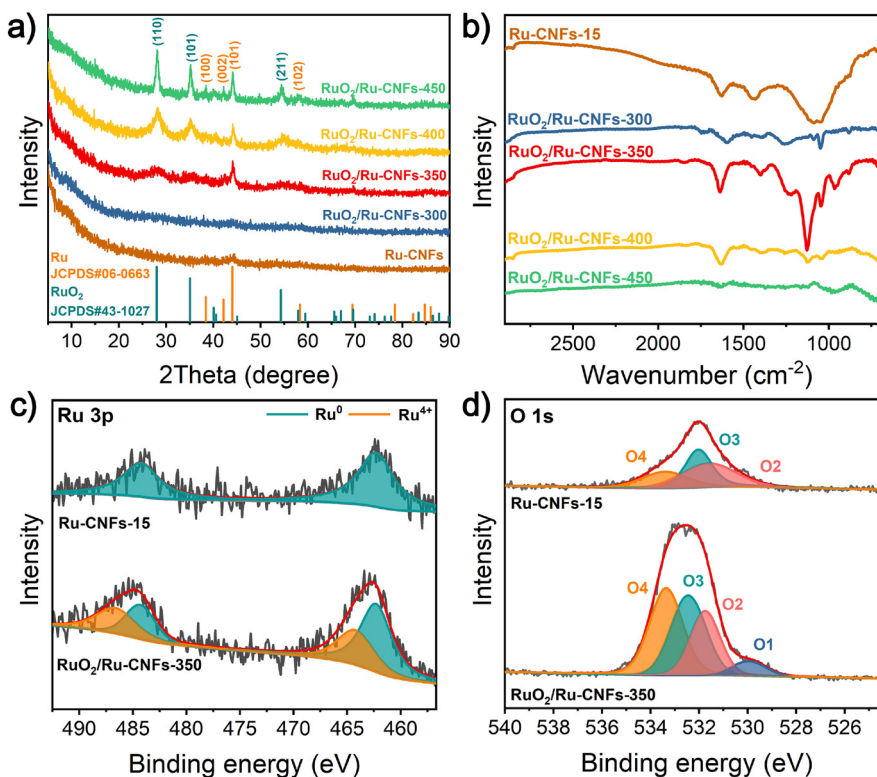 a)
Intensity
(110)
(101)
(100)
(002)
(101)
(211)
(102)
RuO₂/Ru-CNFs-450
RuO₂/Ru-CNFs-400
RuO₂/Ru-CNFs-350
RuO₂/Ru-CNFs-300
Ru-CNFs
Ru
JCPDS#06-0663
RuO₂
JCPDS#43-1027
10 20 30 40 50 60 70 80 90
2Theta (degree)
b)
Intensity
Ru-CNFs-15
RuO₂/Ru-CNFs-300
RuO₂/Ru-CNFs-350
RuO₂/Ru-CNFs-400
RuO₂/Ru-CNFs-450
2500 2000 1500 1000
Wavenumber (cm⁻²)
c)
Intensity
Ru 3p
Ru⁰ Ru⁴⁺
Ru-CNFs-15
RuO₂/Ru-CNFs-350
490 485 480 475 470 465 460
Binding energy (eV)
d)
Intensity
O 1s
O4
O3
O2
Ru-CNFs-15
O4
O3
O2
O1
RuO₂/Ru-CNFs-350
540 538 536 534 532 530 528 526
Binding energy (eV)